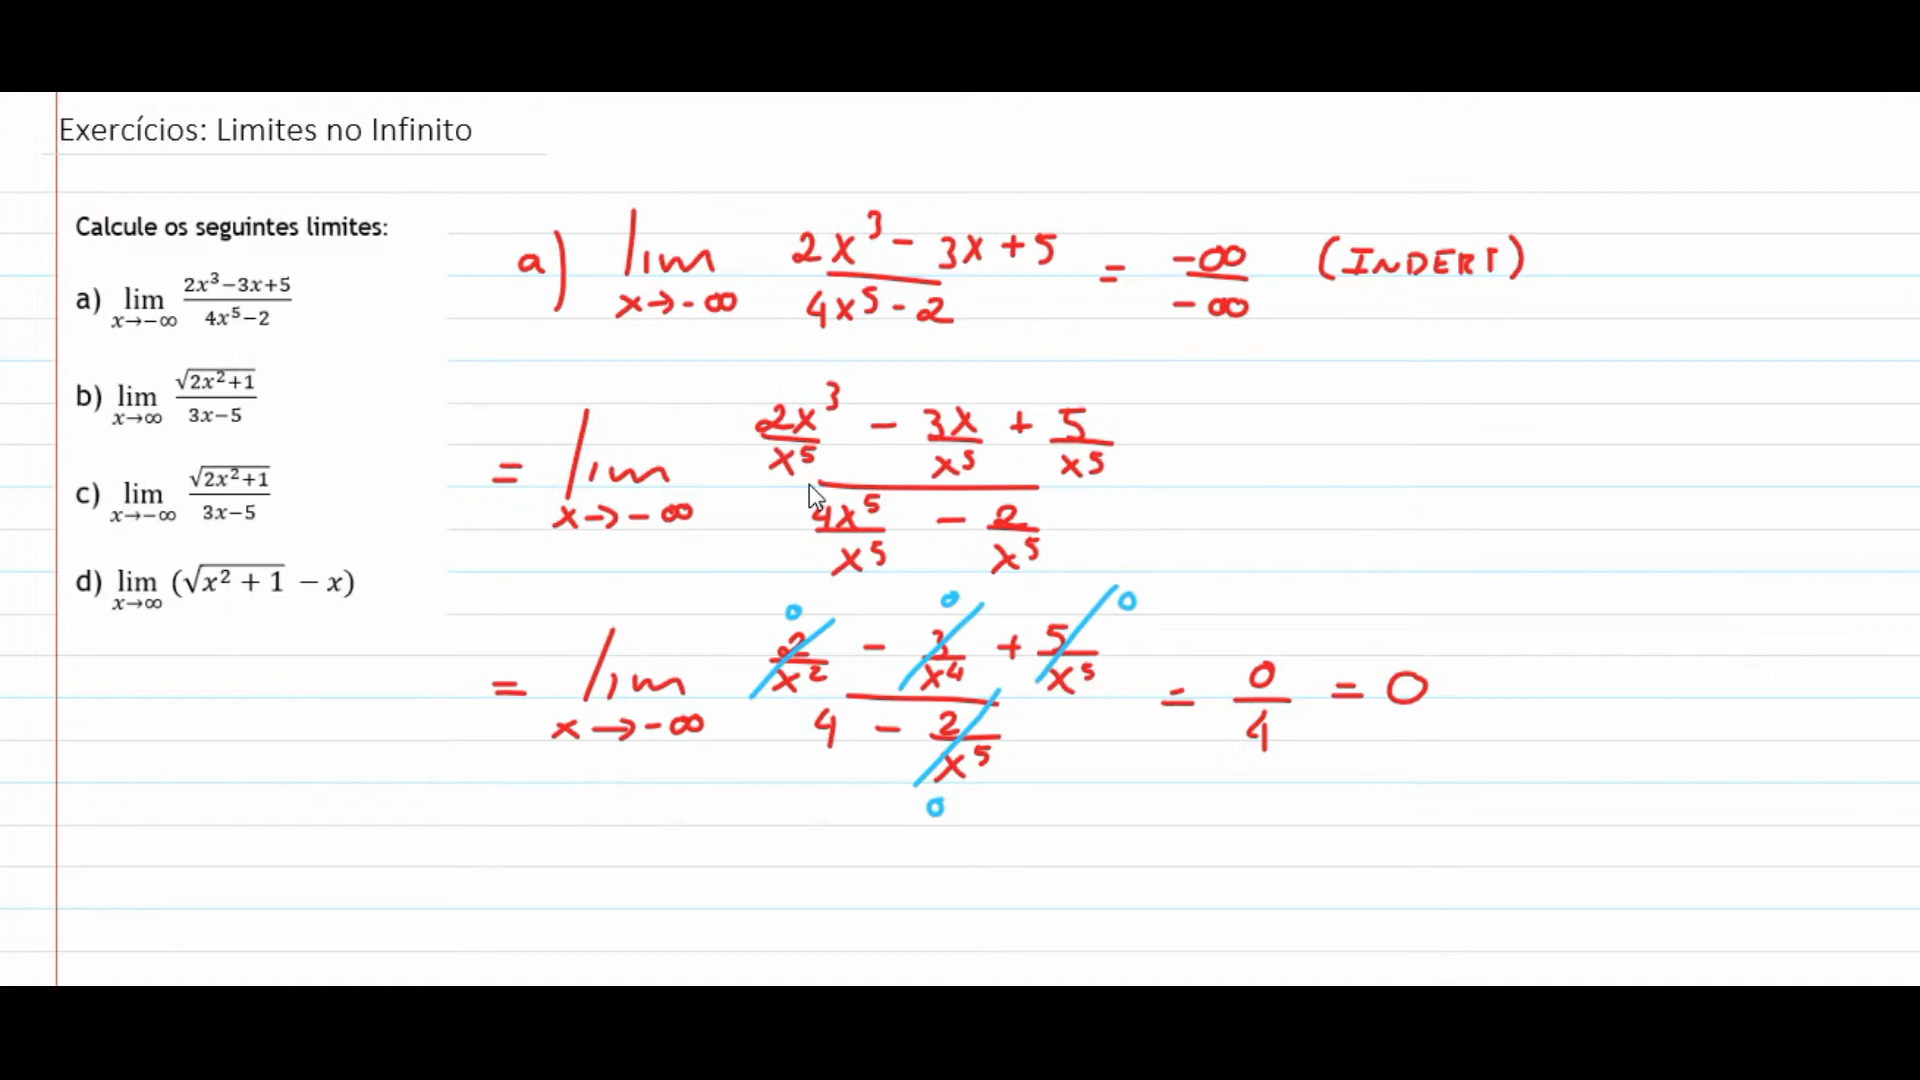 Exercícios: Limites no Infinito
Calcule os seguintes limites:
a) lim x→−∞ (2x³−3x+5)/(4x⁵−2)
b) lim x→∞ √(2x²+1)/(3x−5)
c) lim x→−∞ √(2x²+1)/(3x−5)
d) lim x→∞ (√(x² + 1) − x)
a) lim x→-∞ (2x³ - 3x + 5)/(4x⁵ - 2) = -∞/-∞ (INDERT)
= lim x→-∞ (2x³/x⁵ - 3x/x⁵ + 5/x⁵)/(4x⁵/x⁵ - 2/x⁵)
0 0 0
= lim x→-∞ (2/x² - 3/x⁴ + 5/x⁵)/(4 - 2/x⁵) = 0/4 = 0
0